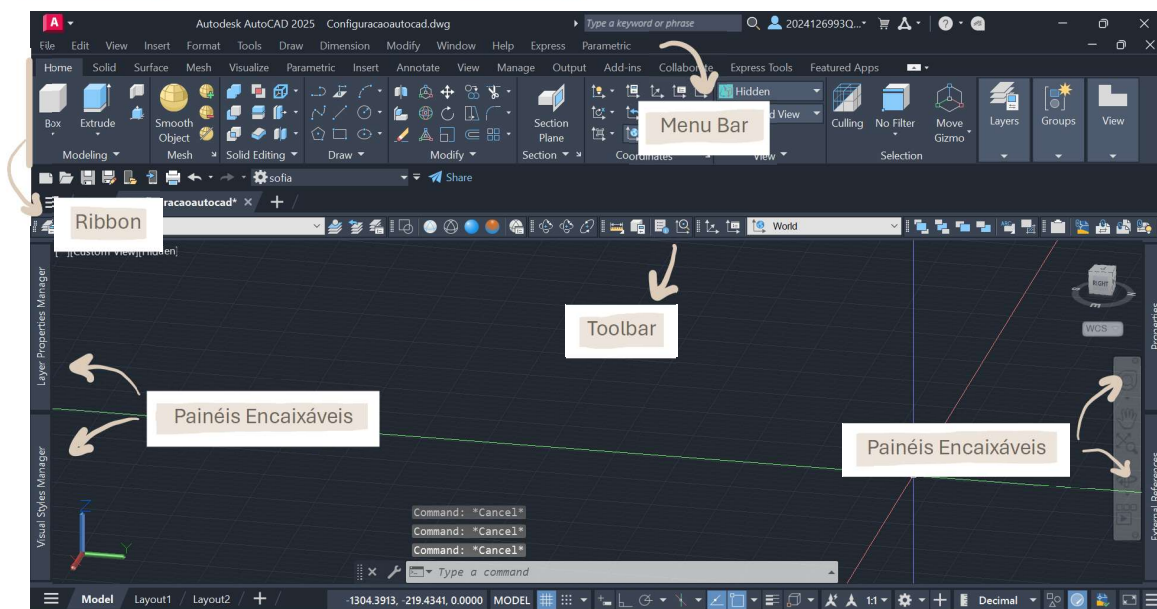 Autodesk AutoCAD 2025 Configuracaoautocad.dwg Type a keyword or phrase 2024126993Q...
File Edit View Insert Format Tools Draw Dimension Modify Window Help Express Parametric
Home Solid Surface Mesh Visualize Parametric Insert Annotate View Manage Output Add-ins Collaborate Express Tools Featured Apps
Hidden
Menu Bar
d View
Box Extrude Smooth Object Section Plane Culling No Filter Move Gizmo Layers Groups View
Modeling Mesh Solid Editing Draw Modify Section Coordinates View Selection
sofia Share
racaoautocad*
Ribbon
World
[Custom View][Hidden]
RIGHT
WCS
Layer Properties Manager
Properties
Toolbar
Painéis Encaixáveis
Painéis Encaixáveis
Visual Styles Manager
External References
Z
Y
Command: *Cancel*
Command: *Cancel*
Command: *Cancel*
Type a command
Model Layout1 Layout2 -1304.3913, -219.4341, 0.0000 MODEL 1:1 Decimal